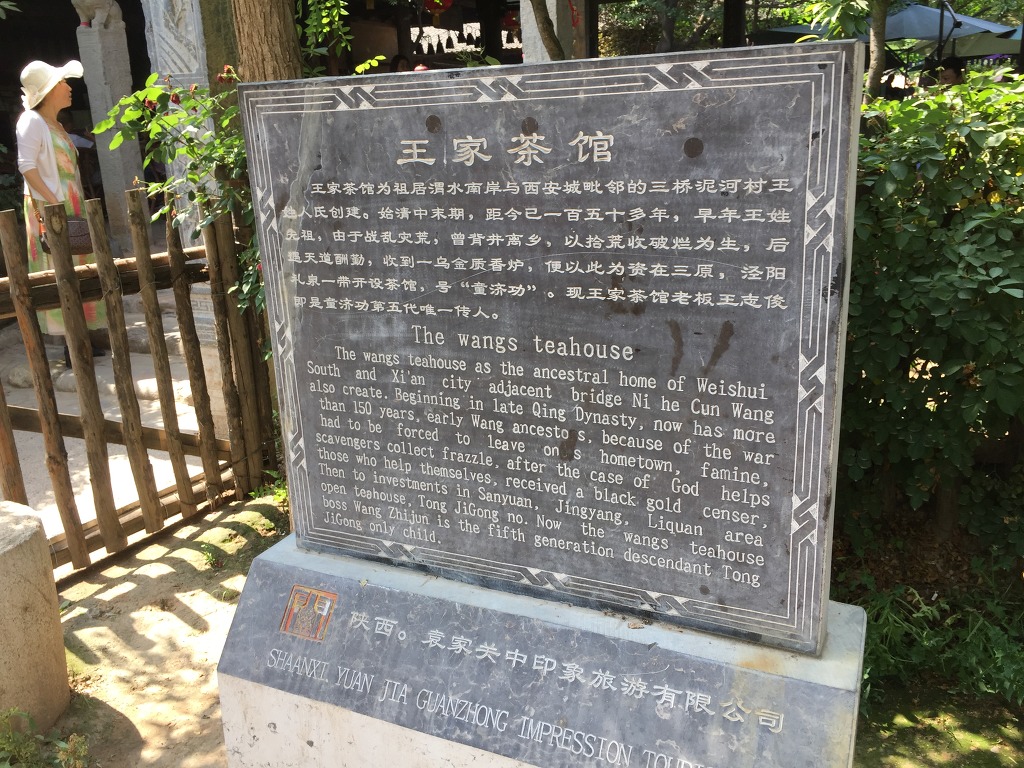 王家茶馆
王家茶馆为祖居渭水南岸与西安城毗邻的三桥泥河村王
姓人氏创建。始清中末期，距今已一百五十多年，早年王姓
先祖，由于战乱灾荒，曾背井离乡，以拾荒收破烂为生，后
遇天道酬勤，收到一乌金质香炉，便以此为资在三原，泾阳
礼泉一带开设茶馆，号“童济功”。现王家茶馆老板王志俊
即是童济功第五代唯一传人。
The wangs teahouse
The wangs teahouse as the ancestral home of Weishui
South and Xi'an city adjacent bridge Ni he Cun Wang
also create. Beginning in late Qing Dynasty, now has more
than 150 years, early Wang ancestors, because of the war
had to be forced to leave one's hometown, famine,
scavengers collect frazzle. after the case of God helps
those who help themselves, received a black gold censer,
Then to investments in Sanyuan, Jingyang, Liquan area
open teahouse, Tong JiGong no. Now the wangs teahouse
boss Wang Zhijun is the fifth generation descendant Tong
JiGong only child.
陕西。袁家关中印象旅游有限公司
SHAANXI YUAN JIA GUANZHONG IMPRESSION